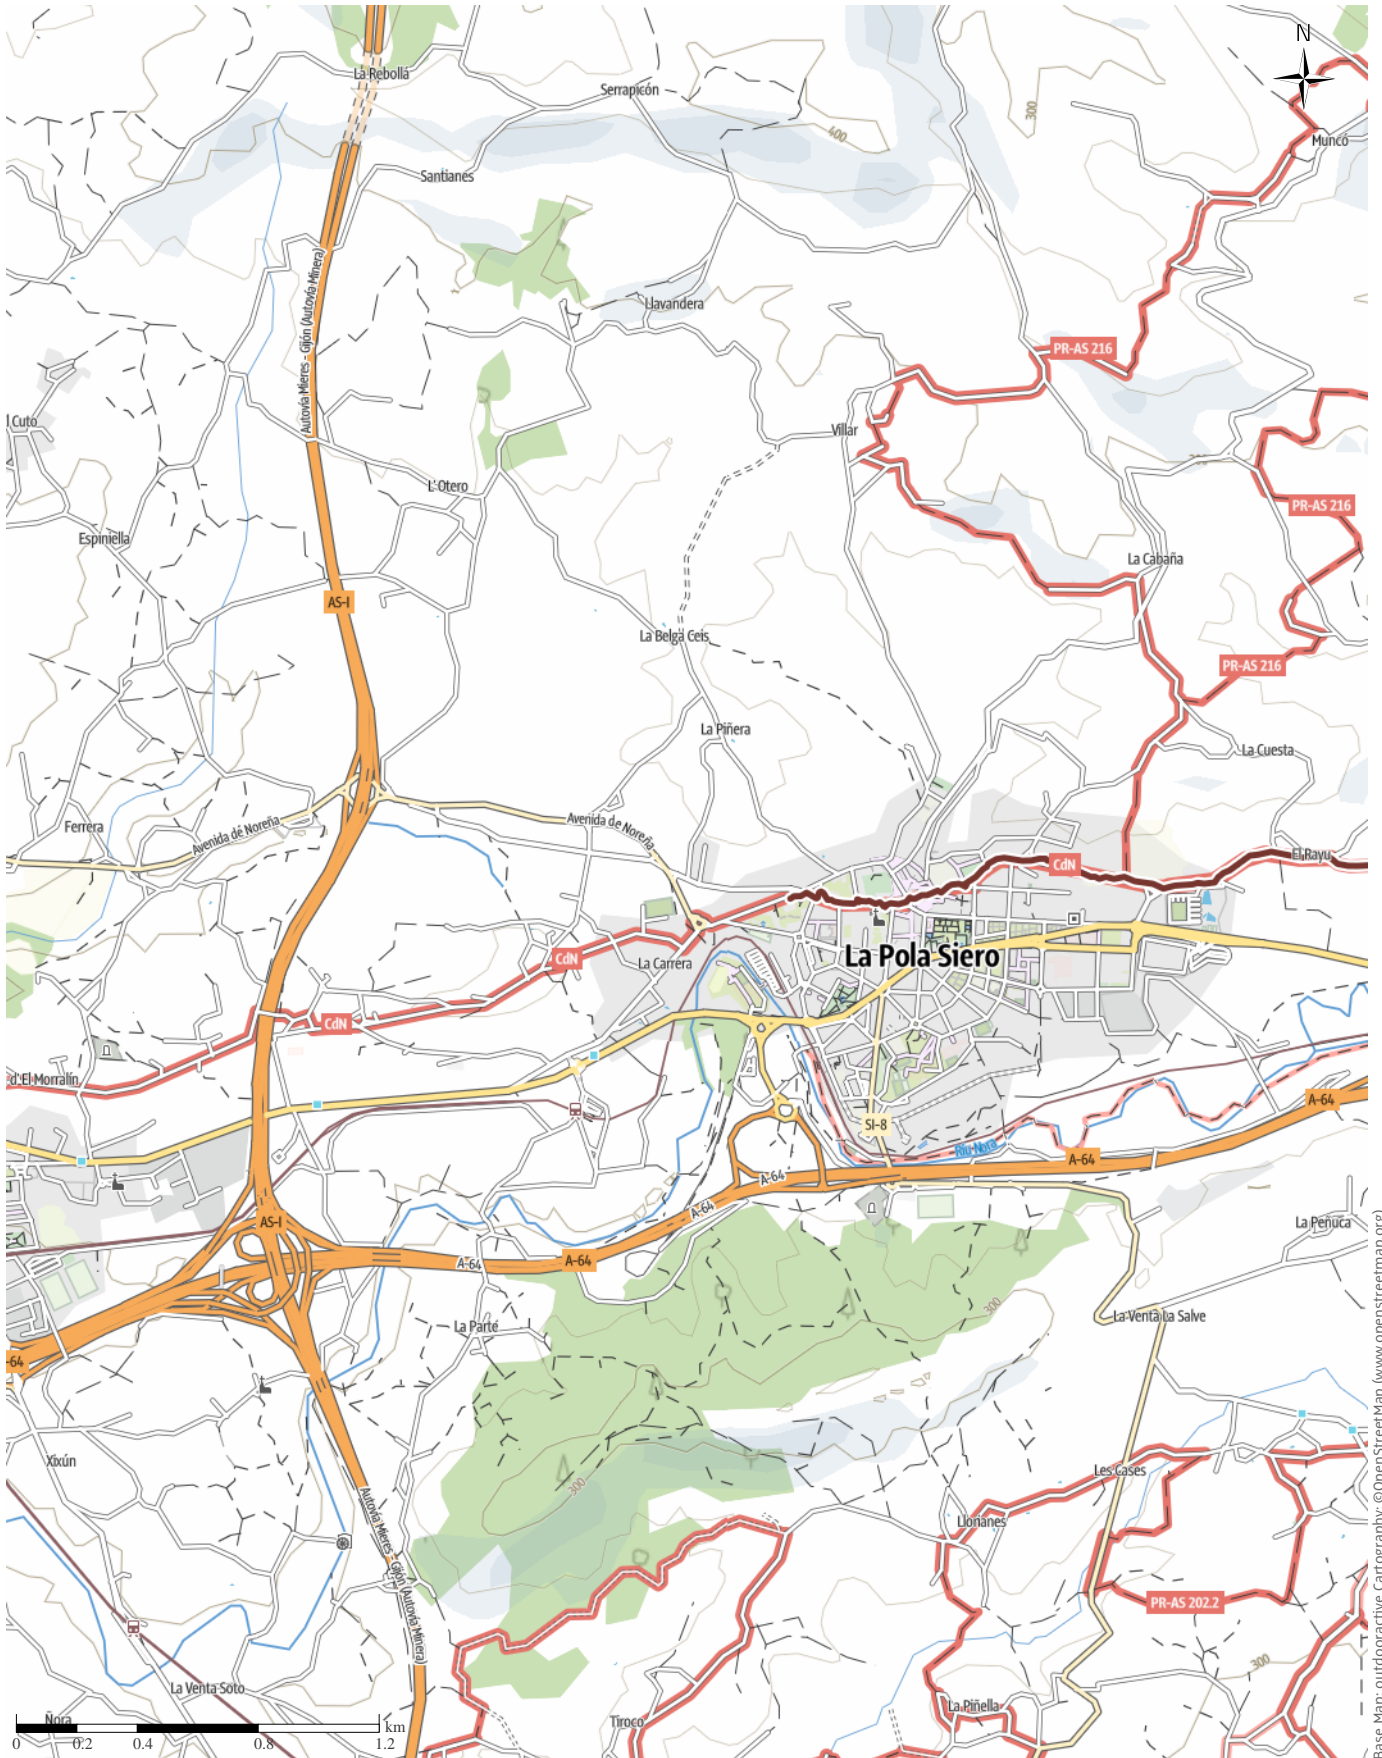 N
La Rebollá
Serrapicón
400
300
Muncó
Santianes
Autovía Mieres - Gijón (Autovía Minera)
Llavandera
PR-AS 216
l Cuto
Villar
L'Otero
PR-AS 216
Espiniella
La Cabaña
AS-I
La Belga Ceis
PR-AS 216
La Piñera
La Cuesta
Ferrera
Avenida de Noreña
Avenida de Noreña
El Rayu
CdN
CdN
La Carrera
La Pola Siero
CdN
d'El Morralín
A-64
SI-8
Ríu Nora
A-64
A-64
A-64
AS-I
A-64
A-64
La Peñuca
300
La Venta La Salve
La Parte
-64
Xixún
Les Cases
300
Llonanes
Autovía Mieres - Gijón (Autovía Minera)
PR-AS 202.2
300
La Venta Soto
La Piñella
Ñora
Tiroco
km
0 0.2 0.4 0.8 1.2
Base Map: outdooractive Cartography; ©OpenStreetMap (www.openstreetmap.org)